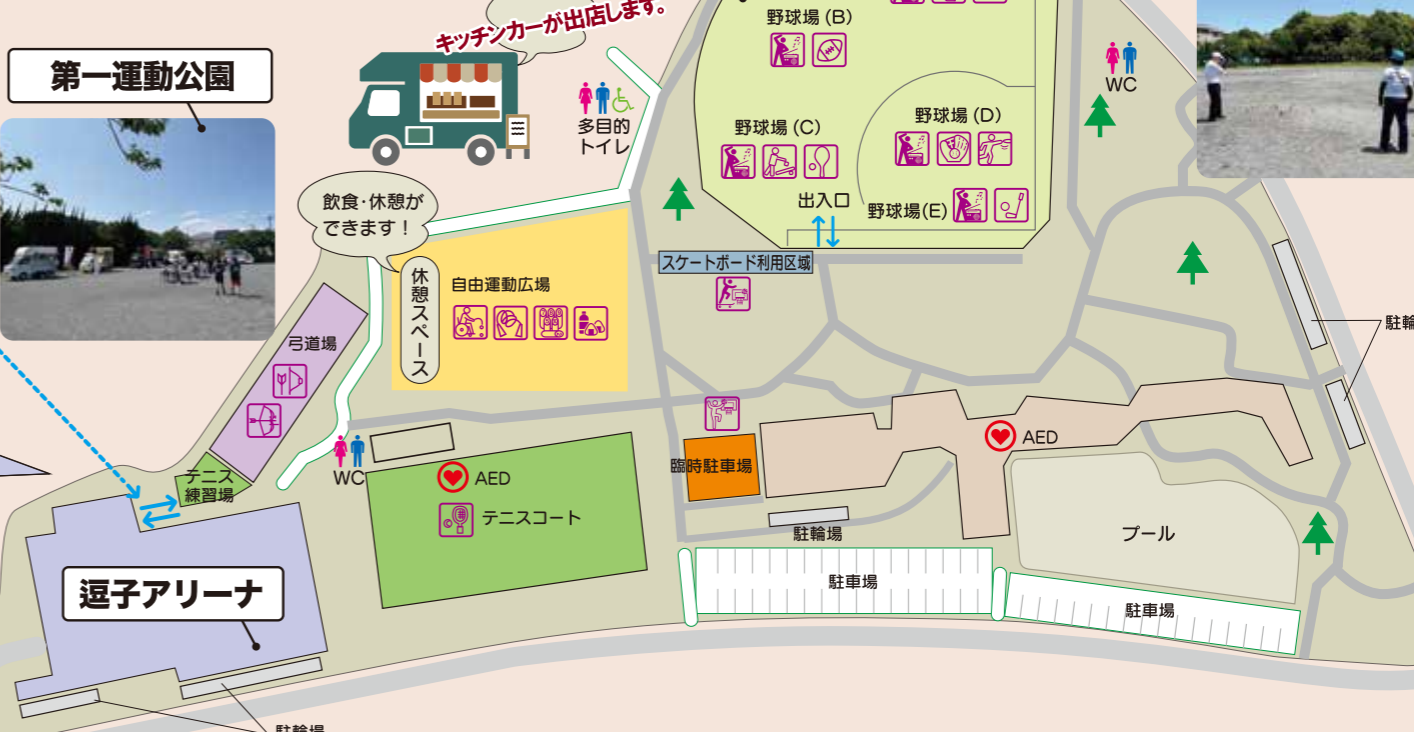 キッチンカーが出店します。
第一運動公園
多目的
トイレ
飲食・休憩が
できます!
休憩スペース
自由運動広場
野球場 (B)
野球場 (C)
野球場 (D)
野球場(E)
出入口
スケートボード利用区域
WC
弓道場
テニス
練習場
WC
AED
テニスコート
臨時駐車場
AED
駐輪場
プール
駐車場
駐車場
逗子アリーナ
駐輪場
駐輪